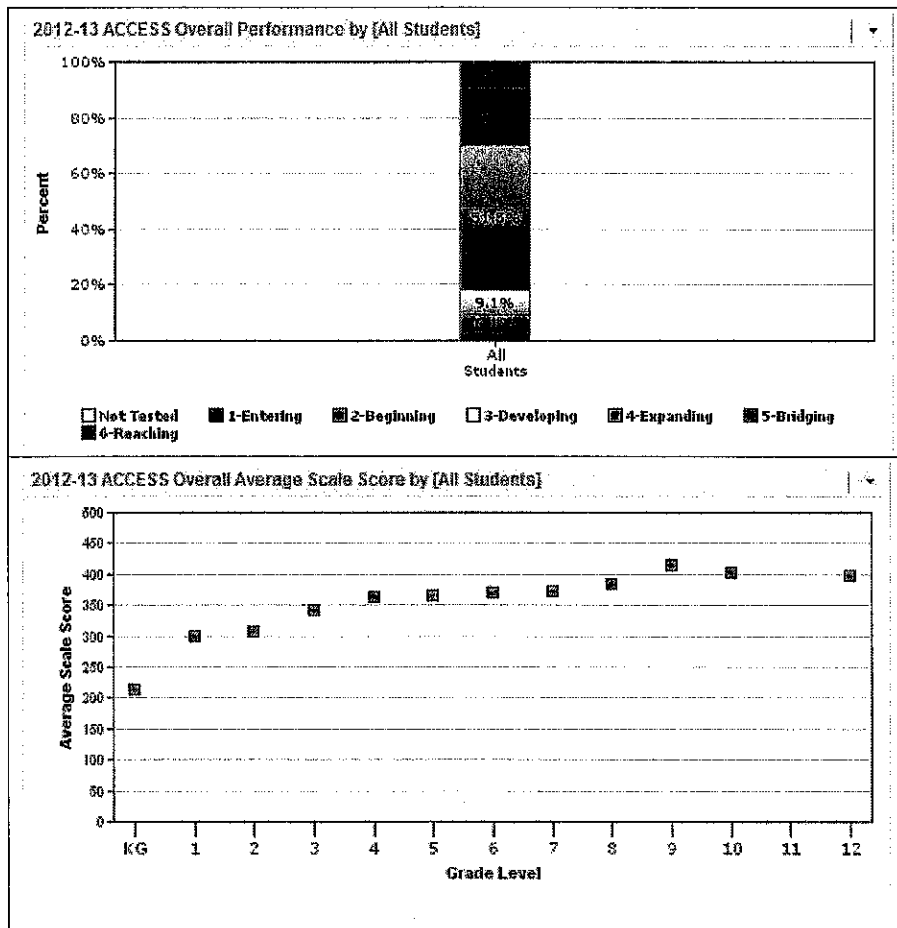 2012-13 ACCESS Overall Performance by [All Students]
100%
80%
60%
40%
20%
0%
Percent
9.1%
All
Students
Not Tested 1-Entering 2-Beginning 3-Developing 4-Expanding 5-Bridging
6-Reaching
2012-13 ACCESS Overall Average Scale Score by [All Students]
500
450
400
350
300
250
200
150
100
50
0
Average Scale Score
KG 1 2 3 4 5 6 7 8 9 10 11 12
Grade Level